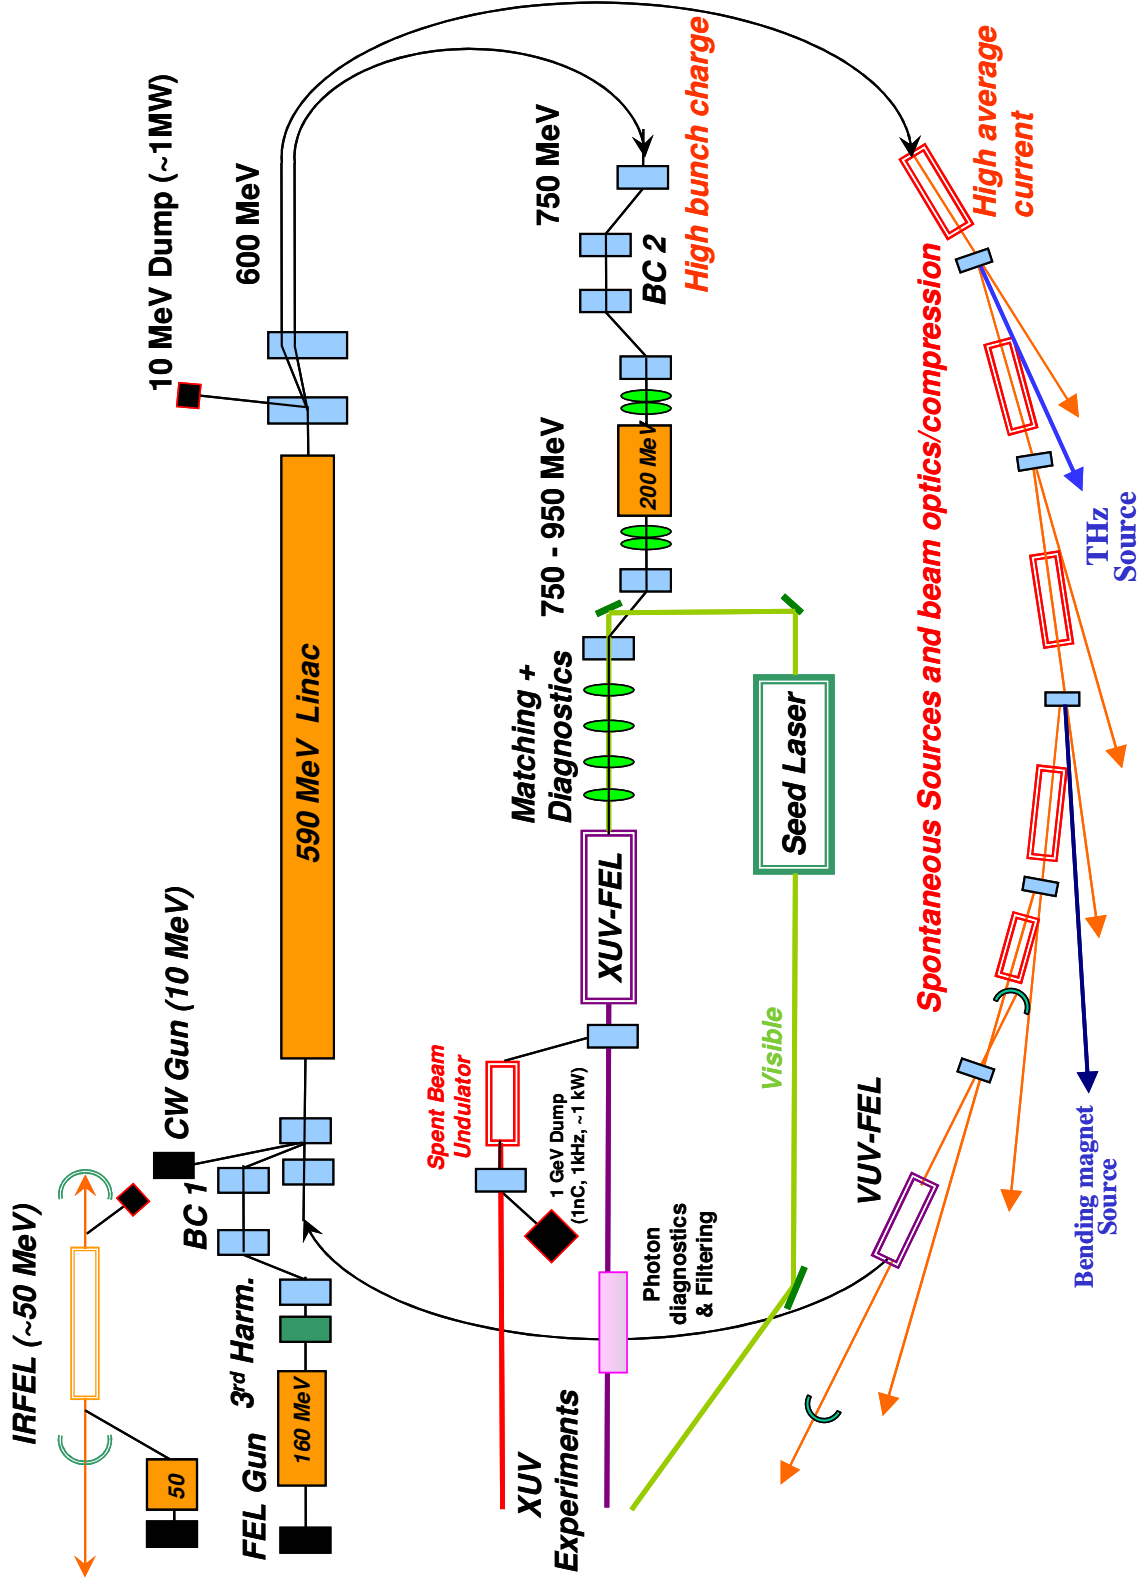 IRFEL (~50 MeV)
50
FEL Gun
3rd Harm.
160 MeV
BC 1
CW Gun (10 MeV)
590 MeV Linac
10 MeV Dump (~1MW)
600 MeV
XUV
Experiments
Spent Beam
Undulator
1 GeV Dump
(1nC, 1kHz, ~1 kW)
Photon
diagnostics
& Filtering
XUV-FEL
Matching +
Diagnostics
750 - 950 MeV
200 MeV
BC 2
750 MeV
High bunch charge
Visible
Seed Laser
VUV-FEL
Spontaneous Sources and beam optics/compression
High average
current
Bending magnet
Source
THz
Source